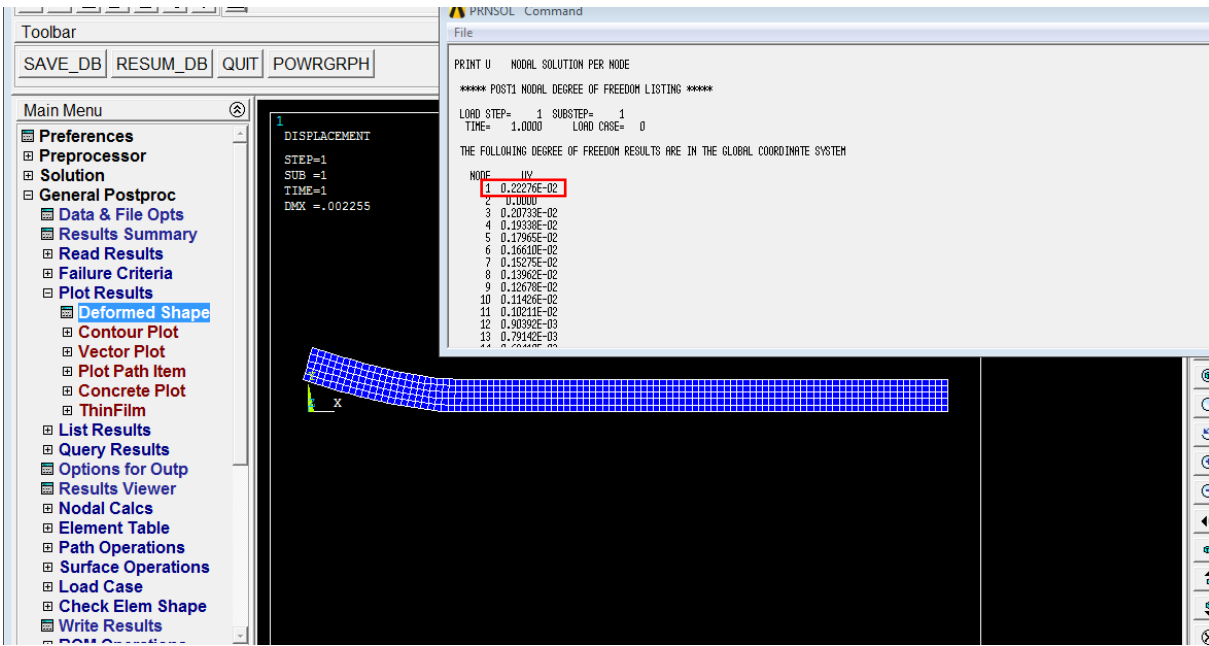 PRNSOL Command
Toolbar
File
SAVE_DB RESUM_DB QUIT POWRGRPH
PRINT U NODAL SOLUTION PER NODE
***** POST1 NODAL DEGREE OF FREEDOM LISTING *****
LOAD STEP= 1 SUBSTEP= 1
TIME= 1.0000 LOAD CASE= 0
THE FOLLOWING DEGREE OF FREEDOM RESULTS ARE IN THE GLOBAL COORDINATE SYSTEM
NODE UY
1 0.22276E-02
2 0.0000
3 0.20733E-02
4 0.19338E-02
5 0.17965E-02
6 0.16610E-02
7 0.15275E-02
8 0.13962E-02
9 0.12678E-02
10 0.11426E-02
11 0.10211E-02
12 0.90392E-03
13 0.79142E-03
Main Menu
Preferences
Preprocessor
Solution
General Postproc
Data & File Opts
Results Summary
Read Results
Failure Criteria
Plot Results
Deformed Shape
Contour Plot
Vector Plot
Plot Path Item
Concrete Plot
ThinFilm
List Results
Query Results
Options for Outp
Results Viewer
Nodal Calcs
Element Table
Path Operations
Surface Operations
Load Case
Check Elem Shape
Write Results
1
DISPLACEMENT
STEP=1
SUB =1
TIME=1
DMX =.002255
X